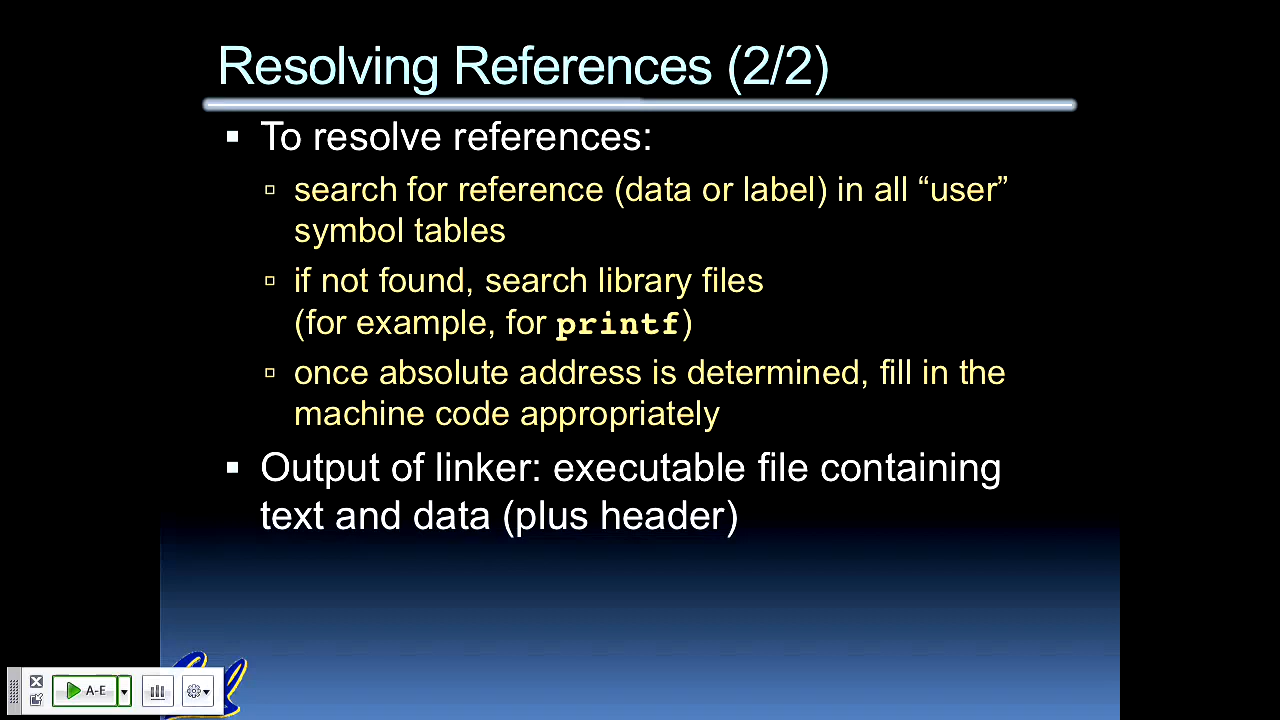 Resolving References (2/2)
▪ To resolve references:
▫ search for reference (data or label) in all “user”
symbol tables
▫ if not found, search library files
(for example, for printf)
▫ once absolute address is determined, fill in the
machine code appropriately
▪ Output of linker: executable file containing
text and data (plus header)
A-E